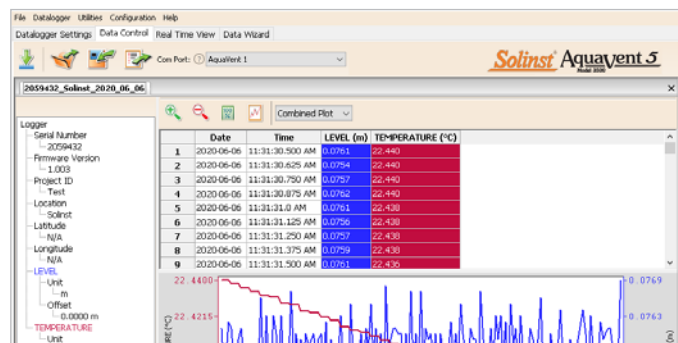 File Datalogger Utilities Configuration Help
Datalogger Settings Data Control Real Time View Data Wizard
Com Port: ? AquaVent 1
Solinst Aquavent 5
Model 3500
2059432_Solinst_2020_06_06
Combined Plot
Logger
Serial Number
2059432
Firmware Version
1.003
Project ID
Test
Location
Solinst
Latitude
N/A
Longitude
N/A
LEVEL
Unit
m
Offset
0.0000 m
TEMPERATURE
Unit
Date Time LEVEL (m) TEMPERATURE (°C)
1 2020-06-06 11:31:30.500 AM 0.0761 22.440
2 2020-06-06 11:31:30.625 AM 0.0754 22.440
3 2020-06-06 11:31:30.750 AM 0.0757 22.440
4 2020-06-06 11:31:30.875 AM 0.0762 22.440
5 2020-06-06 11:31:31.0 AM 0.0761 22.438
6 2020-06-06 11:31:31.125 AM 0.0756 22.438
7 2020-06-06 11:31:31.250 AM 0.0757 22.438
8 2020-06-06 11:31:31.375 AM 0.0759 22.438
9 2020-06-06 11:31:31.500 AM 0.0761 22.436
22.4400 0.0769
22.4215 0.0763